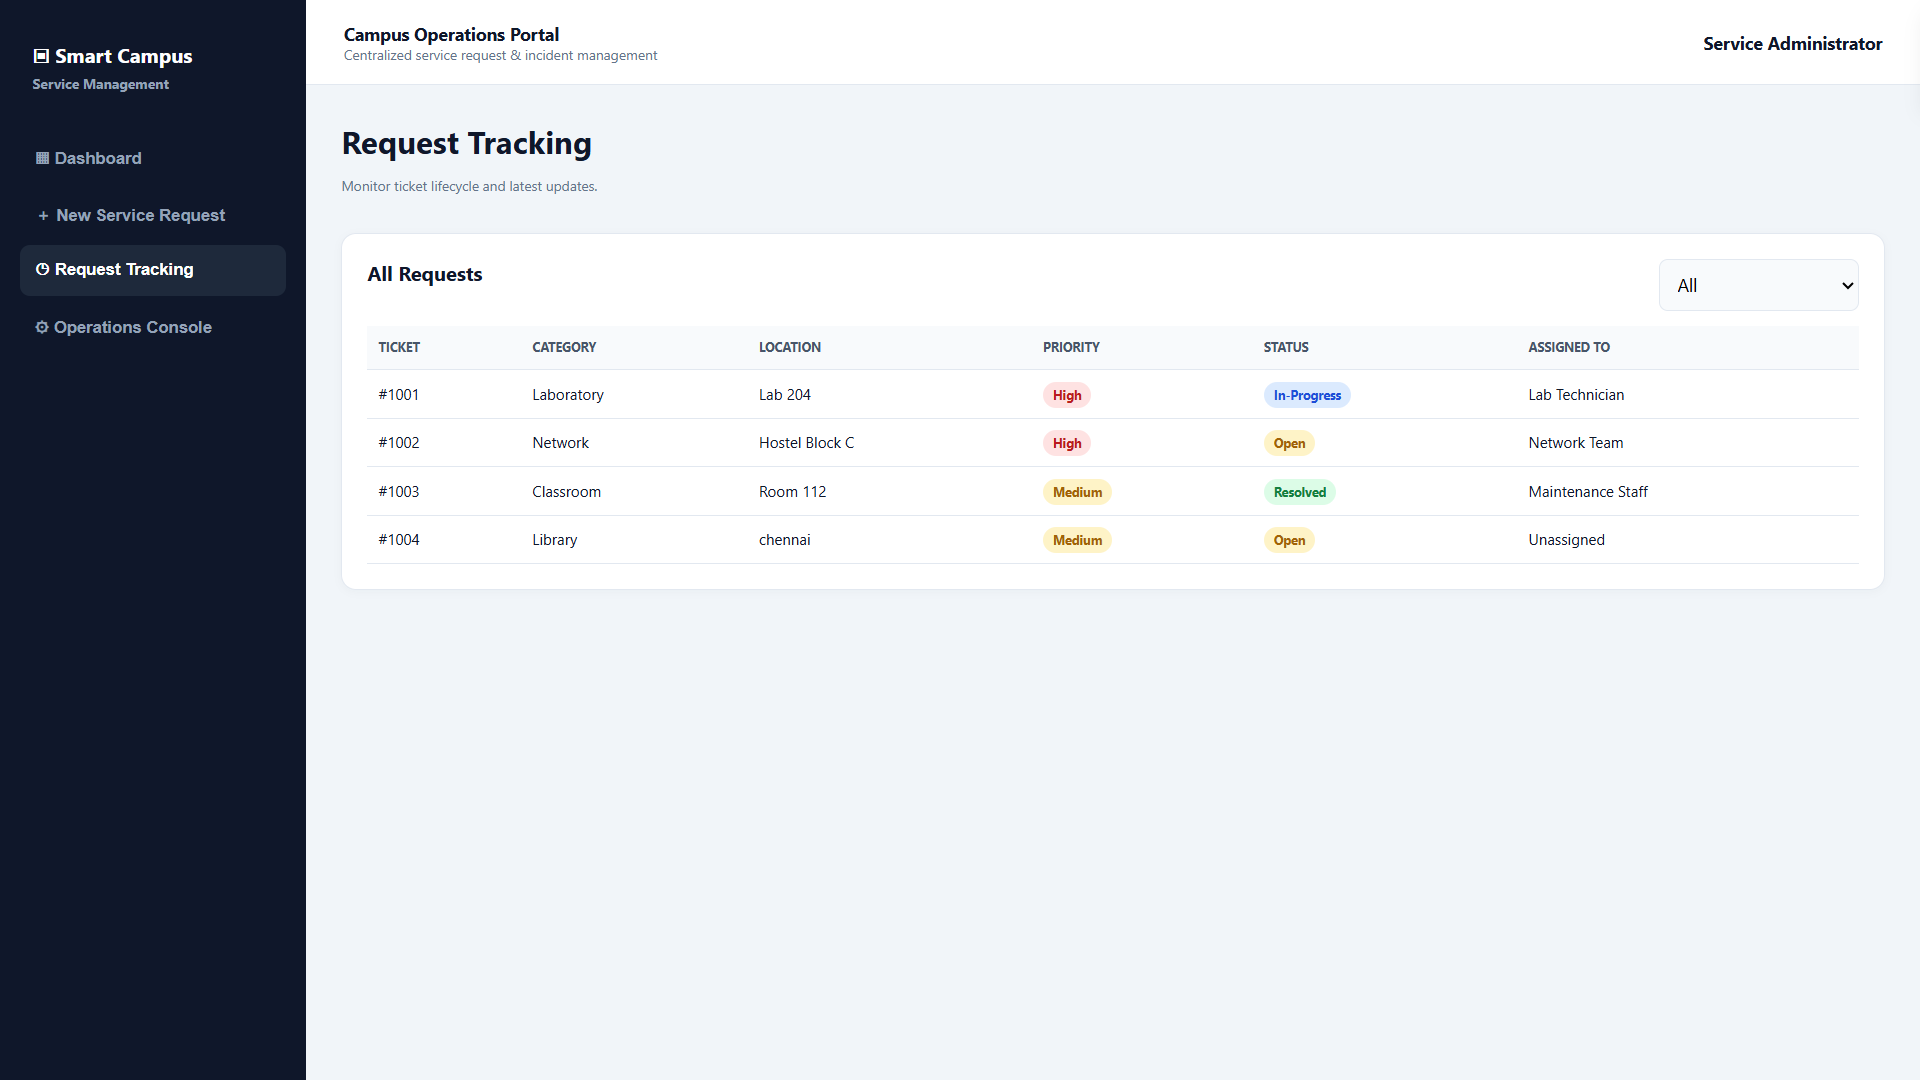 Smart Campus
Service Management
Dashboard
+ New Service Request
Request Tracking
Operations Console
Campus Operations Portal
Centralized service request & incident management
Service Administrator
Request Tracking
Monitor ticket lifecycle and latest updates.
All Requests
All
TICKET CATEGORY LOCATION PRIORITY STATUS ASSIGNED TO
#1001 Laboratory Lab 204 High In-Progress Lab Technician
#1002 Network Hostel Block C High Open Network Team
#1003 Classroom Room 112 Medium Resolved Maintenance Staff
#1004 Library chennai Medium Open Unassigned